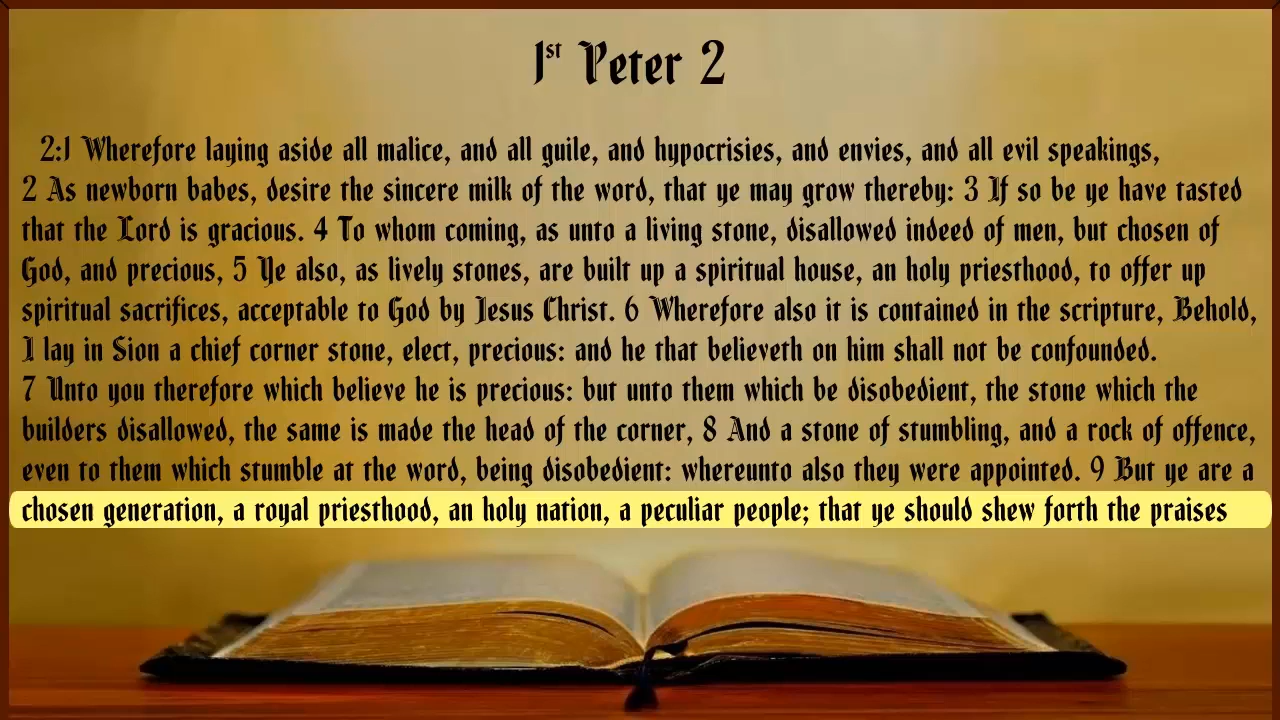 1st Peter 2
2:1 Wherefore laying aside all malice, and all guile, and hypocrisies, and envies, and all evil speakings,
2 As newborn babes, desire the sincere milk of the word, that ye may grow thereby: 3 If so be ye have tasted
that the Lord is gracious. 4 To whom coming, as unto a living stone, disallowed indeed of men, but chosen of
God, and precious, 5 Ye also, as lively stones, are built up a spiritual house, an holy priesthood, to offer up
spiritual sacrifices, acceptable to God by Jesus Christ. 6 Wherefore also it is contained in the scripture, Behold,
I lay in Sion a chief corner stone, elect, precious: and he that believeth on him shall not be confounded.
7 Unto you therefore which believe he is precious: but unto them which be disobedient, the stone which the
builders disallowed, the same is made the head of the corner, 8 And a stone of stumbling, and a rock of offence,
even to them which stumble at the word, being disobedient: whereunto also they were appointed. 9 But ye are a
chosen generation, a royal priesthood, an holy nation, a peculiar people; that ye should shew forth the praises